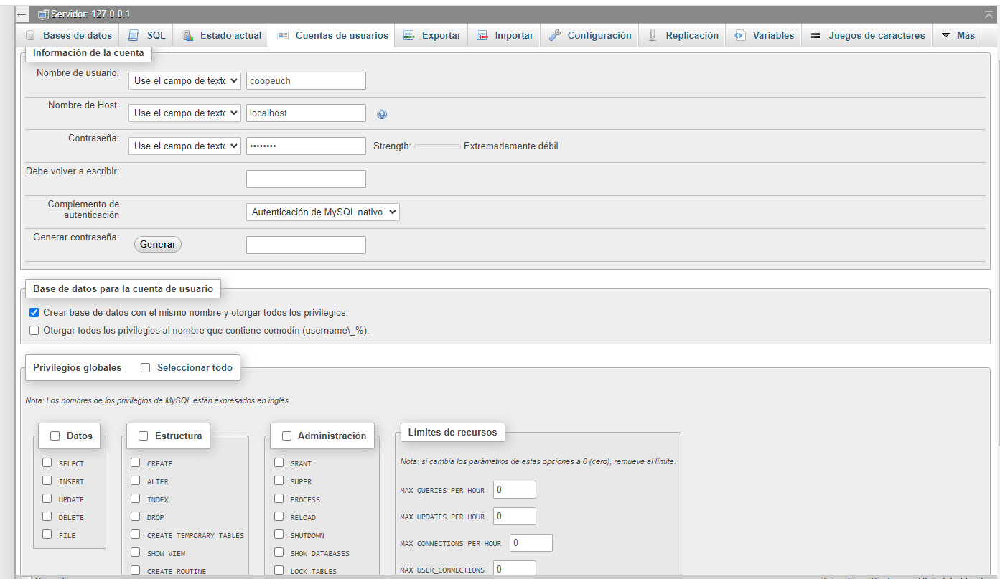 Servidor: 127.0.0.1
Bases de datos SQL Estado actual Cuentas de usuarios Exportar Importar Configuración Replicación Variables Juegos de caracteres Más
Información de la cuenta
Nombre de usuario: Use el campo de texto coopeuch
Nombre de Host: Use el campo de texto localhost
Contraseña: Use el campo de texto •••••••• Strength: Extremadamente débil
Debe volver a escribir:
Complemento de
autenticación
Autenticación de MySQL nativo
Generar contraseña: Generar
Base de datos para la cuenta de usuario
Crear base de datos con el mismo nombre y otorgar todos los privilegios.
Otorgar todos los privilegios al nombre que contiene comodín (username\_%).
Privilegios globales Seleccionar todo
Nota: Los nombres de los privilegios de MySQL están expresados en inglés.
Datos
SELECT
INSERT
UPDATE
DELETE
FILE
Estructura
CREATE
ALTER
INDEX
DROP
CREATE TEMPORARY TABLES
SHOW VIEW
CREATE ROUTINE
Administración
GRANT
SUPER
PROCESS
RELOAD
SHUTDOWN
SHOW DATABASES
LOCK TABLES
Límites de recursos
Nota: si cambia los parámetros de estas opciones a 0 (cero), remueve el límite.
MAX QUERIES PER HOUR 0
MAX UPDATES PER HOUR 0
MAX CONNECTIONS PER HOUR 0
MAX USER_CONNECTIONS 0